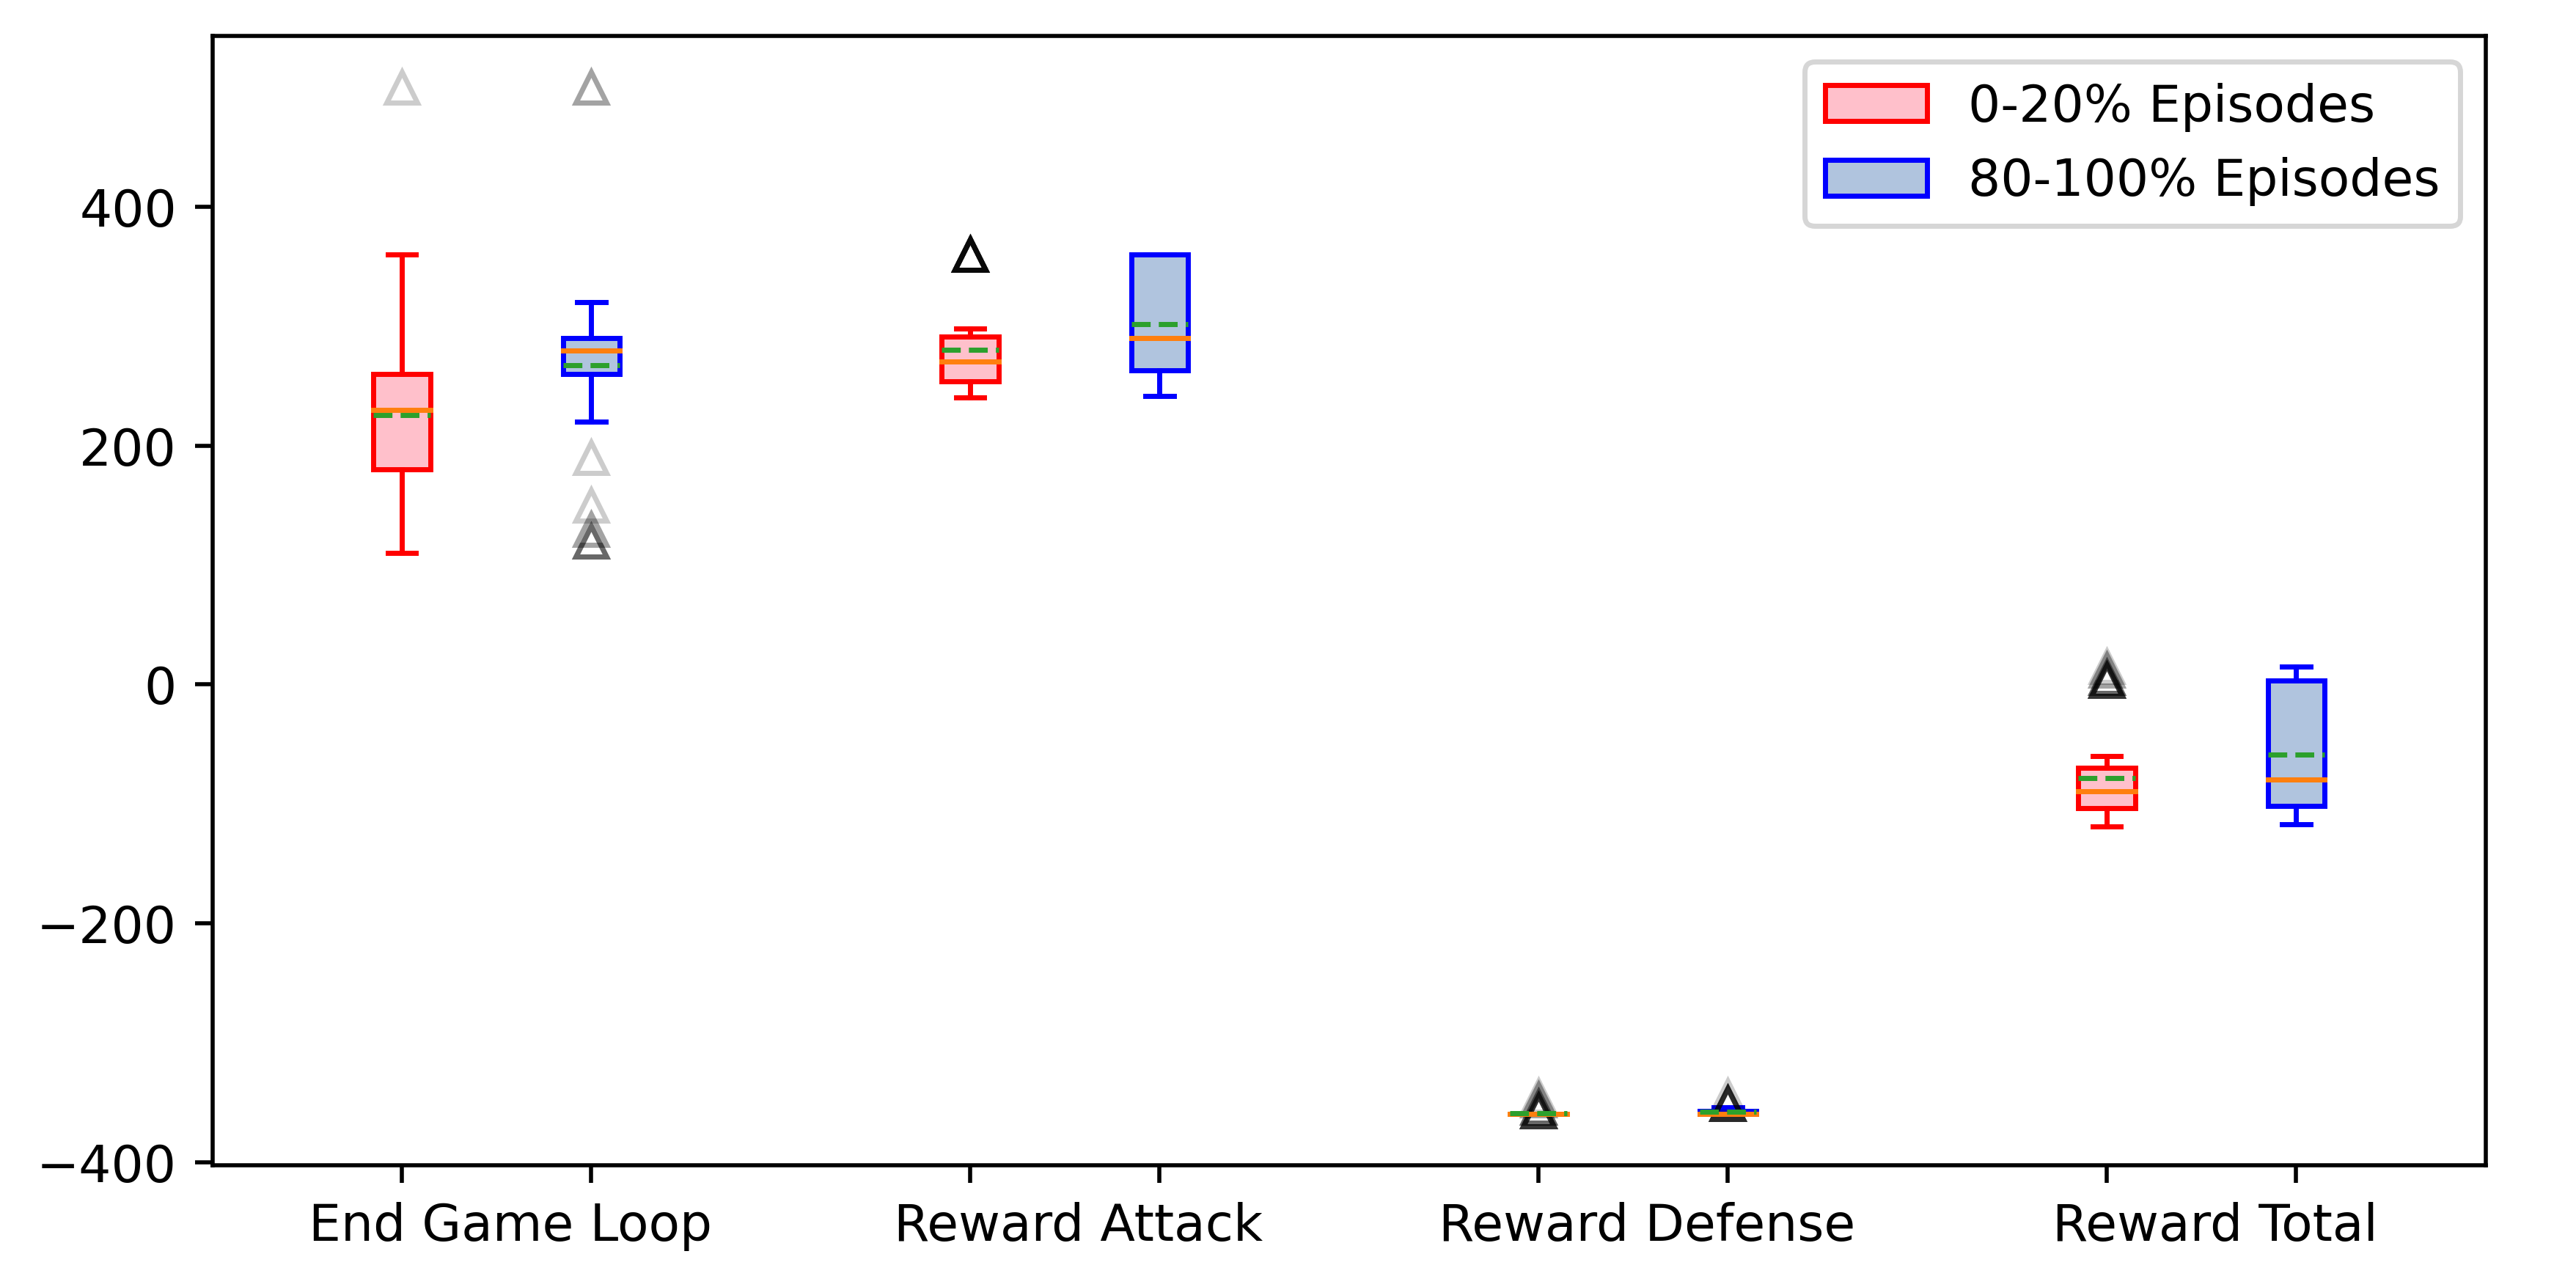 0-20% Episodes
80-100% Episodes
400
200
0
−200
−400
End Game Loop
Reward Attack
Reward Defense
Reward Total